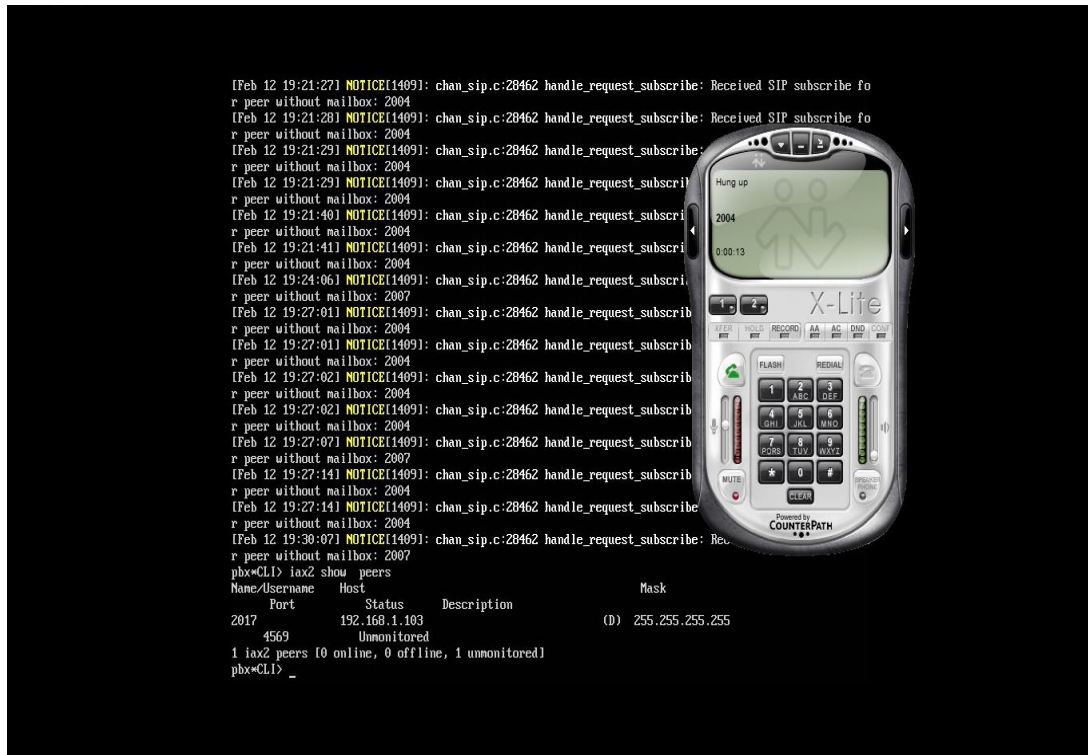 [Feb 12 19:21:27] NOTICE[1409]: chan_sip.c:28462 handle_request_subscribe: Received SIP subscribe fo
r peer without mailbox: 2004
[Feb 12 19:21:28] NOTICE[1409]: chan_sip.c:28462 handle_request_subscribe: Received SIP subscribe fo
r peer without mailbox: 2004
[Feb 12 19:21:29] NOTICE[1409]: chan_sip.c:28462 handle_request_subscribe:
r peer without mailbox: 2004
[Feb 12 19:21:29] NOTICE[1409]: chan_sip.c:28462 handle_request_subscrib
r peer without mailbox: 2004
[Feb 12 19:21:40] NOTICE[1409]: chan_sip.c:28462 handle_request_subscri
r peer without mailbox: 2004
[Feb 12 19:21:41] NOTICE[1409]: chan_sip.c:28462 handle_request_subscri
r peer without mailbox: 2004
[Feb 12 19:24:06] NOTICE[1409]: chan_sip.c:28462 handle_request_subscrib
r peer without mailbox: 2007
[Feb 12 19:27:01] NOTICE[1409]: chan_sip.c:28462 handle_request_subscrib
r peer without mailbox: 2004
[Feb 12 19:27:01] NOTICE[1409]: chan_sip.c:28462 handle_request_subscrib
r peer without mailbox: 2004
[Feb 12 19:27:02] NOTICE[1409]: chan_sip.c:28462 handle_request_subscrib
r peer without mailbox: 2004
[Feb 12 19:27:02] NOTICE[1409]: chan_sip.c:28462 handle_request_subscrib
r peer without mailbox: 2004
[Feb 12 19:27:07] NOTICE[1409]: chan_sip.c:28462 handle_request_subscrib
r peer without mailbox: 2007
[Feb 12 19:27:14] NOTICE[1409]: chan_sip.c:28462 handle_request_subscrib
r peer without mailbox: 2004
[Feb 12 19:27:14] NOTICE[1409]: chan_sip.c:28462 handle_request_subscribe
r peer without mailbox: 2004
[Feb 12 19:30:07] NOTICE[1409]: chan_sip.c:28462 handle_request_subscribe: Rec
r peer without mailbox: 2007
pbx*CLI> iax2 show  peers
Name/Username Host Mask
Port Status Description
2017 192.168.1.103 (D) 255.255.255.255
4569 Unmonitored
1 iax2 peers [0 online, 0 offline, 1 unmonitored]
pbx*CLI> _
Hung up
2004
0:00:13
1 2 X-Lite
XFER HOLD RECORD AA AC DND CONF
FLASH REDIAL
1 2 ABC 3 DEF
4 GHI 5 JKL 6 MNO
7 PQRS 8 TUV 9 WXYZ
* 0 #
MUTE SPEAKER PHONE
CLEAR
Powered by
COUNTERPATH